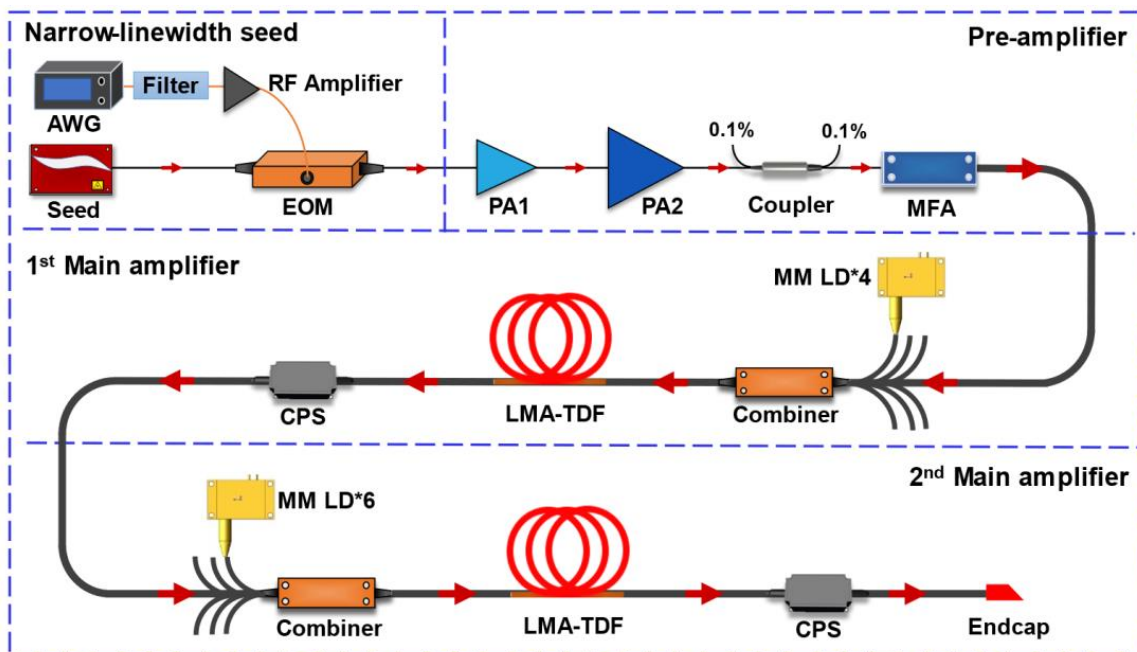 Narrow-linewidth seed
Pre-amplifier
AWG
Filter
RF Amplifier
Seed
EOM
PA1
PA2
0.1%
0.1%
Coupler
MFA
1st Main amplifier
MM LD*4
CPS
LMA-TDF
Combiner
2nd Main amplifier
MM LD*6
Combiner
LMA-TDF
CPS
Endcap